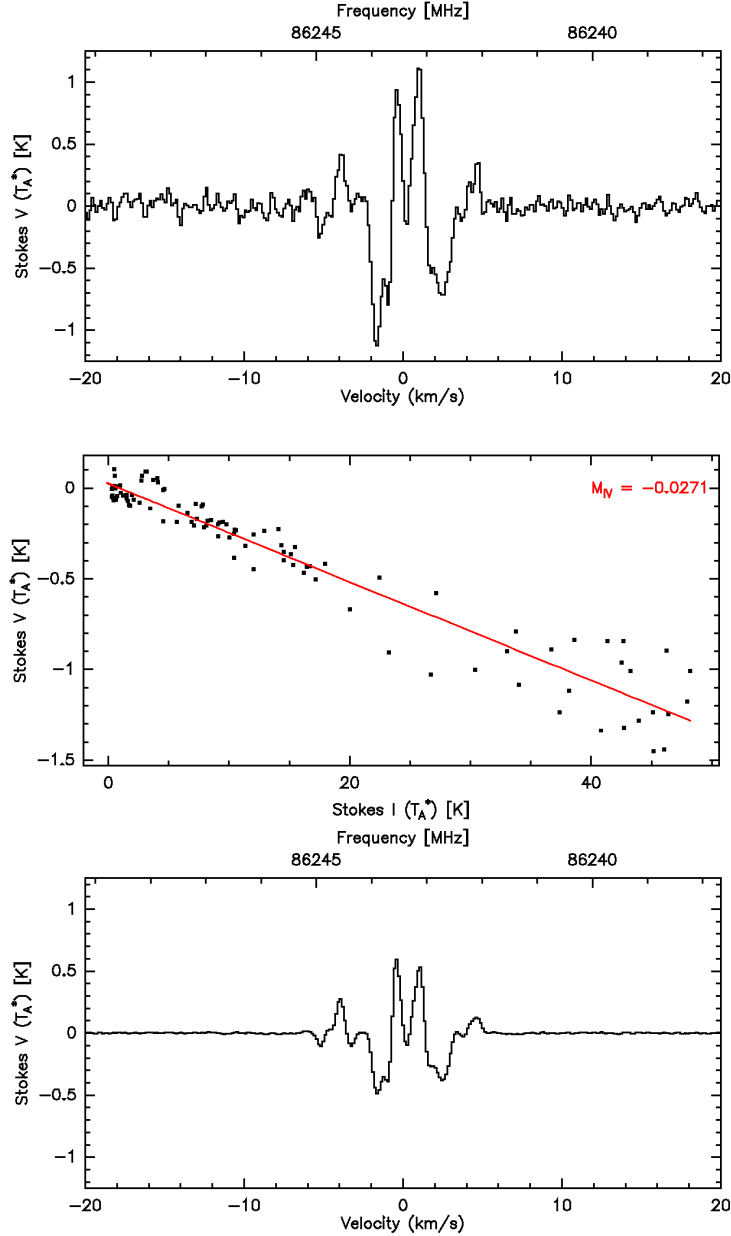 Frequency [MHz]
86245 86240
1
0.5
0
−0.5
−1
Stokes V (T_A^*) [K]
−20 −10 0 10 20
Velocity (km/s)
0
−0.5
−1
−1.5
Stokes V (T_A^*) [K]
M_IV = −0.0271
0 20 40
Stokes I (T_A^*) [K]
Frequency [MHz]
86245 86240
1
0.5
0
−0.5
−1
Stokes V (T_A^*) [K]
−20 −10 0 10 20
Velocity (km/s)